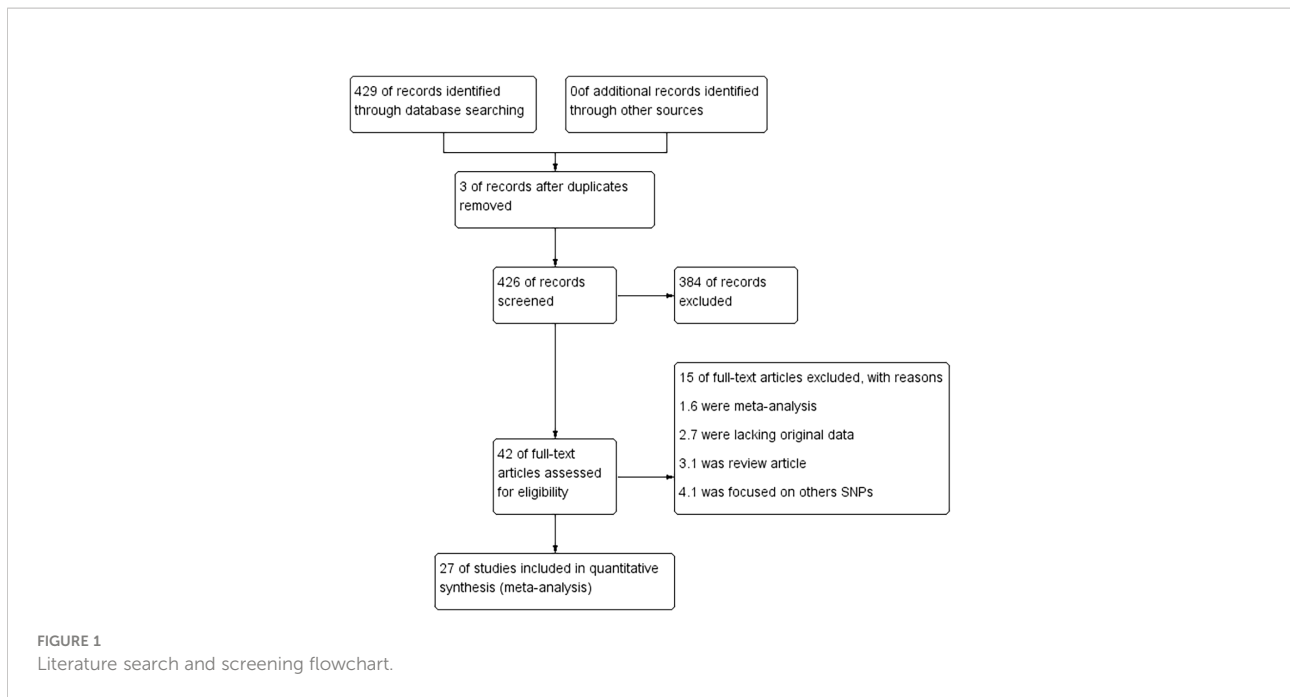 429 of records identified
through database searching
0of additional records identified
through other sources
3 of records after duplicates
removed
426 of records
screened
384 of records
excluded
15 of full-text articles excluded, with reasons
1.6 were meta-analysis
2.7 were lacking original data
3.1 was review article
4.1 was focused on others SNPs
42 of full-text
articles assessed
for eligibility
27 of studies included in quantitative
synthesis (meta-analysis)
FIGURE 1
Literature search and screening flowchart.